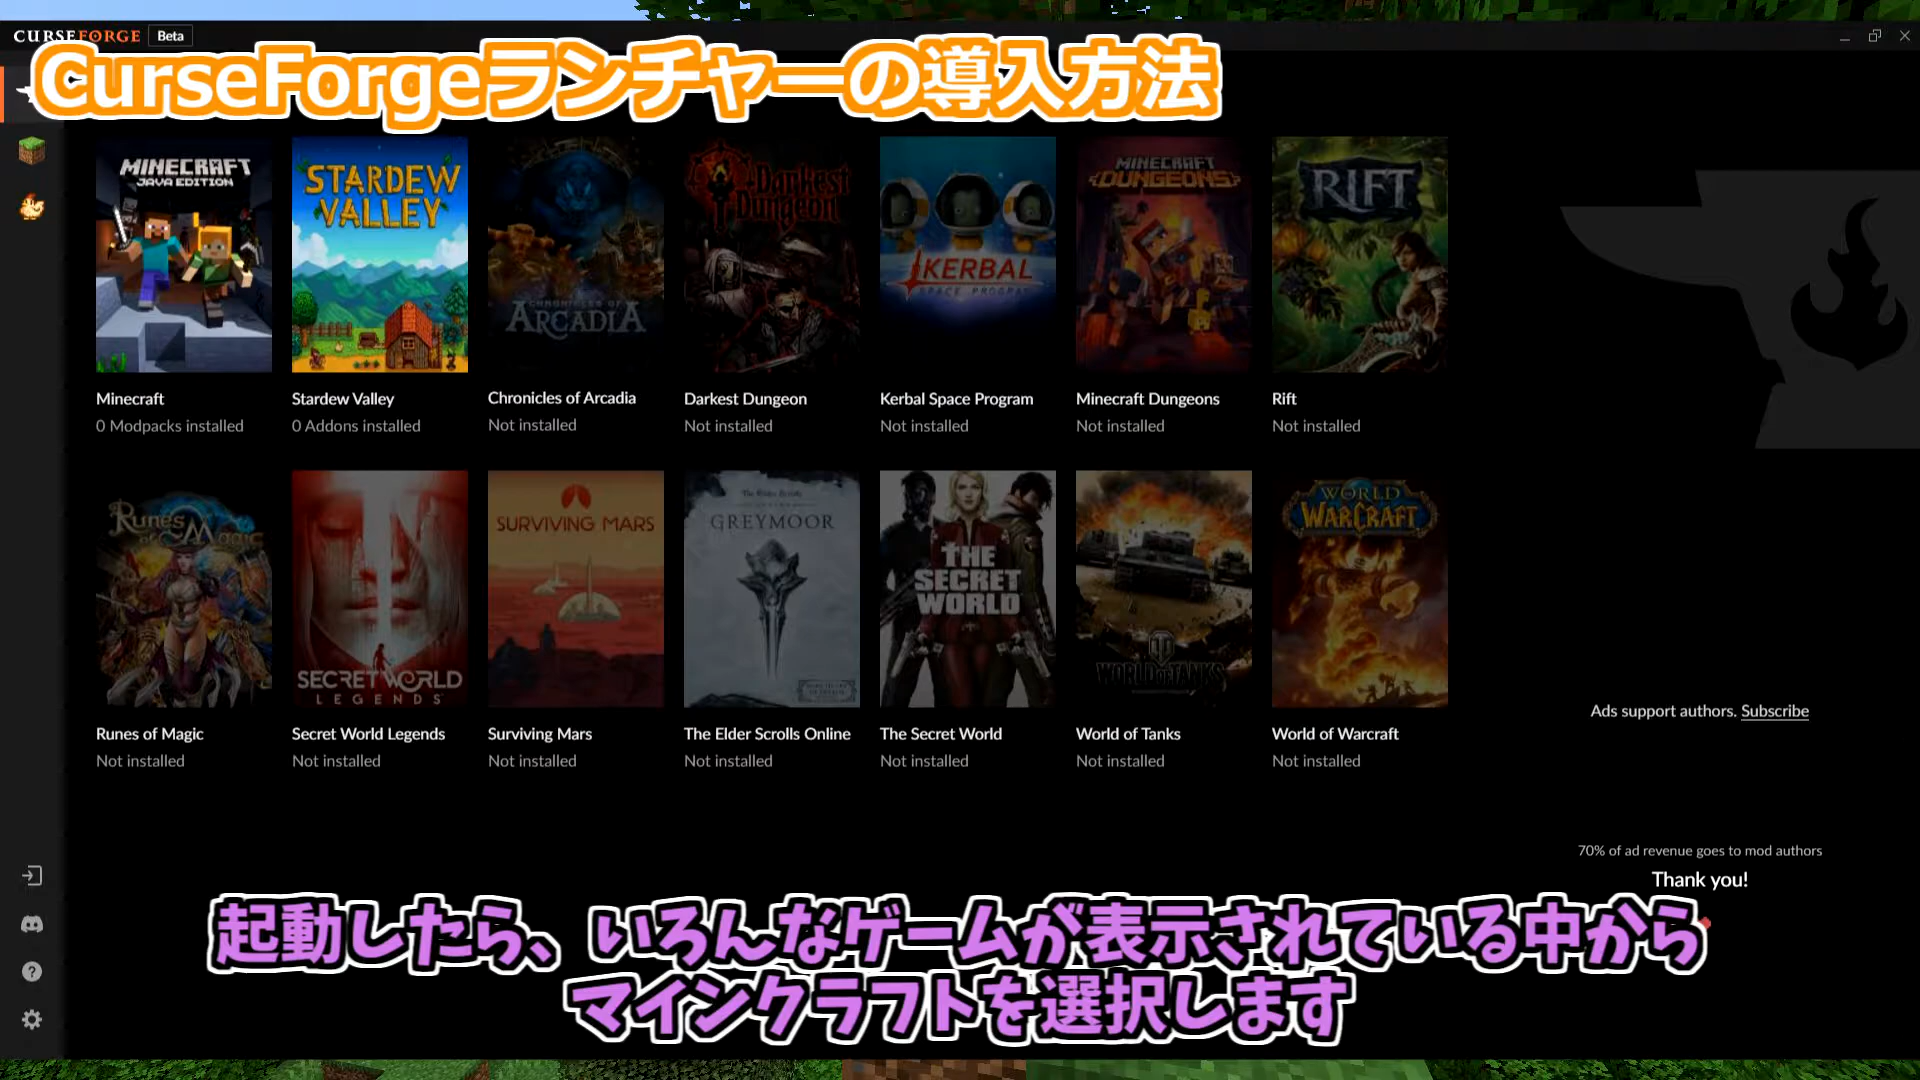 CURSEFORGE Beta
CurseForgeランチャーの導入方法
MINECRAFT
JAVA EDITION
STARDEW
VALLEY
CHRONICLES OF
ARCADIA
Darkest
Dungeon
KERBAL
SPACE PROGRAM
MINECRAFT
DUNGEONS
RIFT
Minecraft
0 Modpacks installed
Stardew Valley
0 Addons installed
Chronicles of Arcadia
Not installed
Darkest Dungeon
Not installed
Kerbal Space Program
Not installed
Minecraft Dungeons
Not installed
Rift
Not installed
Runes
of Magic
SECRET WORLD
LEGENDS
SURVIVING MARS
The Elder Scrolls
GREYMOOR
THE
SECRET
WORLD
WORLD OF TANKS
WORLD
OF
WARCRAFT
Runes of Magic
Not installed
Secret World Legends
Not installed
Surviving Mars
Not installed
The Elder Scrolls Online
Not installed
The Secret World
Not installed
World of Tanks
Not installed
World of Warcraft
Not installed
Ads support authors. Subscribe
70% of ad revenue goes to mod authors
Thank you!
起動したら、いろんなゲームが表示されている中から
マインクラフトを選択します